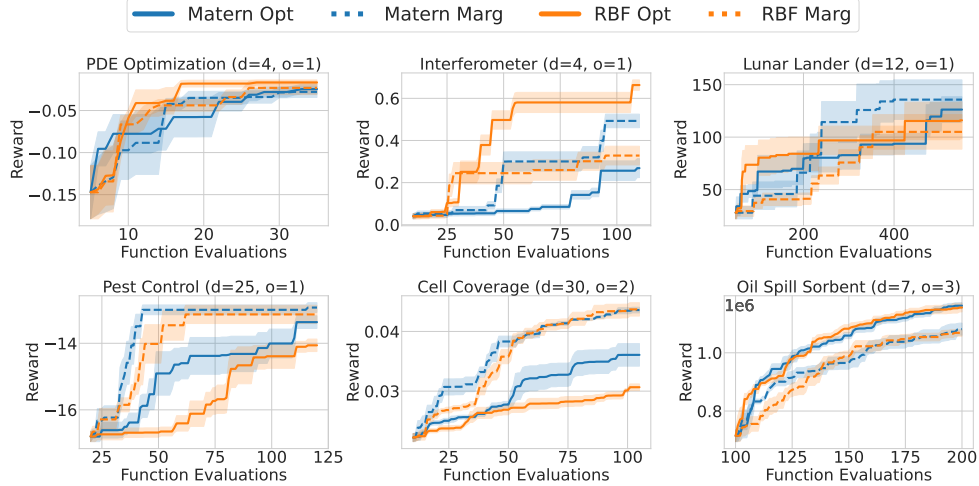 Matern Opt Matern Marg RBF Opt RBF Marg
PDE Optimization (d=4, o=1)
Reward
−0.05
−0.10
−0.15
10 20 30
Function Evaluations
Interferometer (d=4, o=1)
Reward
0.6
0.4
0.2
0.0
25 50 75 100
Function Evaluations
Lunar Lander (d=12, o=1)
Reward
150
100
50
200 400
Function Evaluations
Pest Control (d=25, o=1)
Reward
−14
−16
25 50 75 100 125
Function Evaluations
Cell Coverage (d=30, o=2)
Reward
0.04
0.03
25 50 75 100
Function Evaluations
Oil Spill Sorbent (d=7, o=3)
1e6
Reward
1.0
0.8
100 125 150 175 200
Function Evaluations